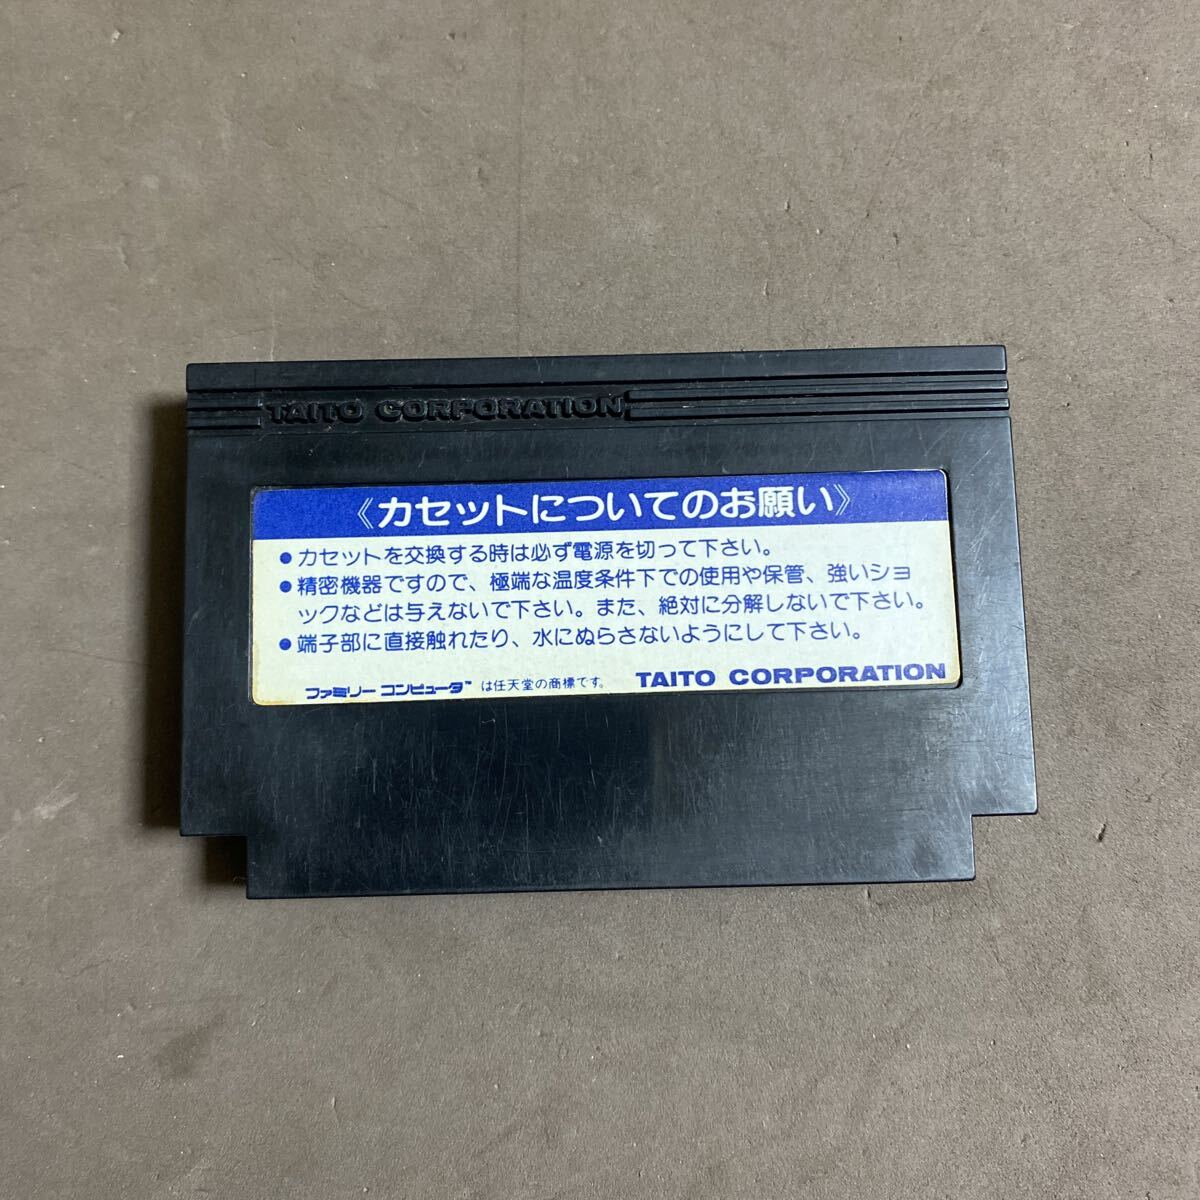 TAITO CORPORATION
《カセットについてのお願い》
●カセットを交換する時は必ず電源を切って下さい。
●精密機器ですので、極端な温度条件下での使用や保管、強いショ
ックなどは与えないで下さい。また、絶対に分解しないで下さい。
●端子部に直接触れたり、水にぬらさないようにして下さい。
ファミリーコンピュータ™ は任天堂の商標です。 TAITO CORPORATION